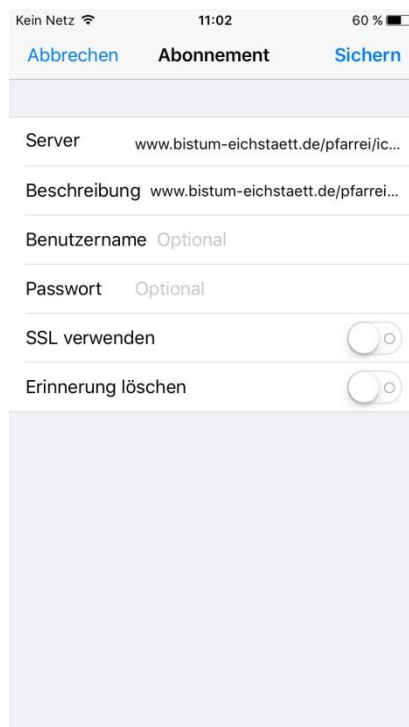 Kein Netz 11:02 60 %
Abbrechen Abonnement Sichern
Server www.bistum-eichstaett.de/pfarrei/ic...
Beschreibung www.bistum-eichstaett.de/pfarrei...
Benutzername Optional
Passwort Optional
SSL verwenden
Erinnerung löschen